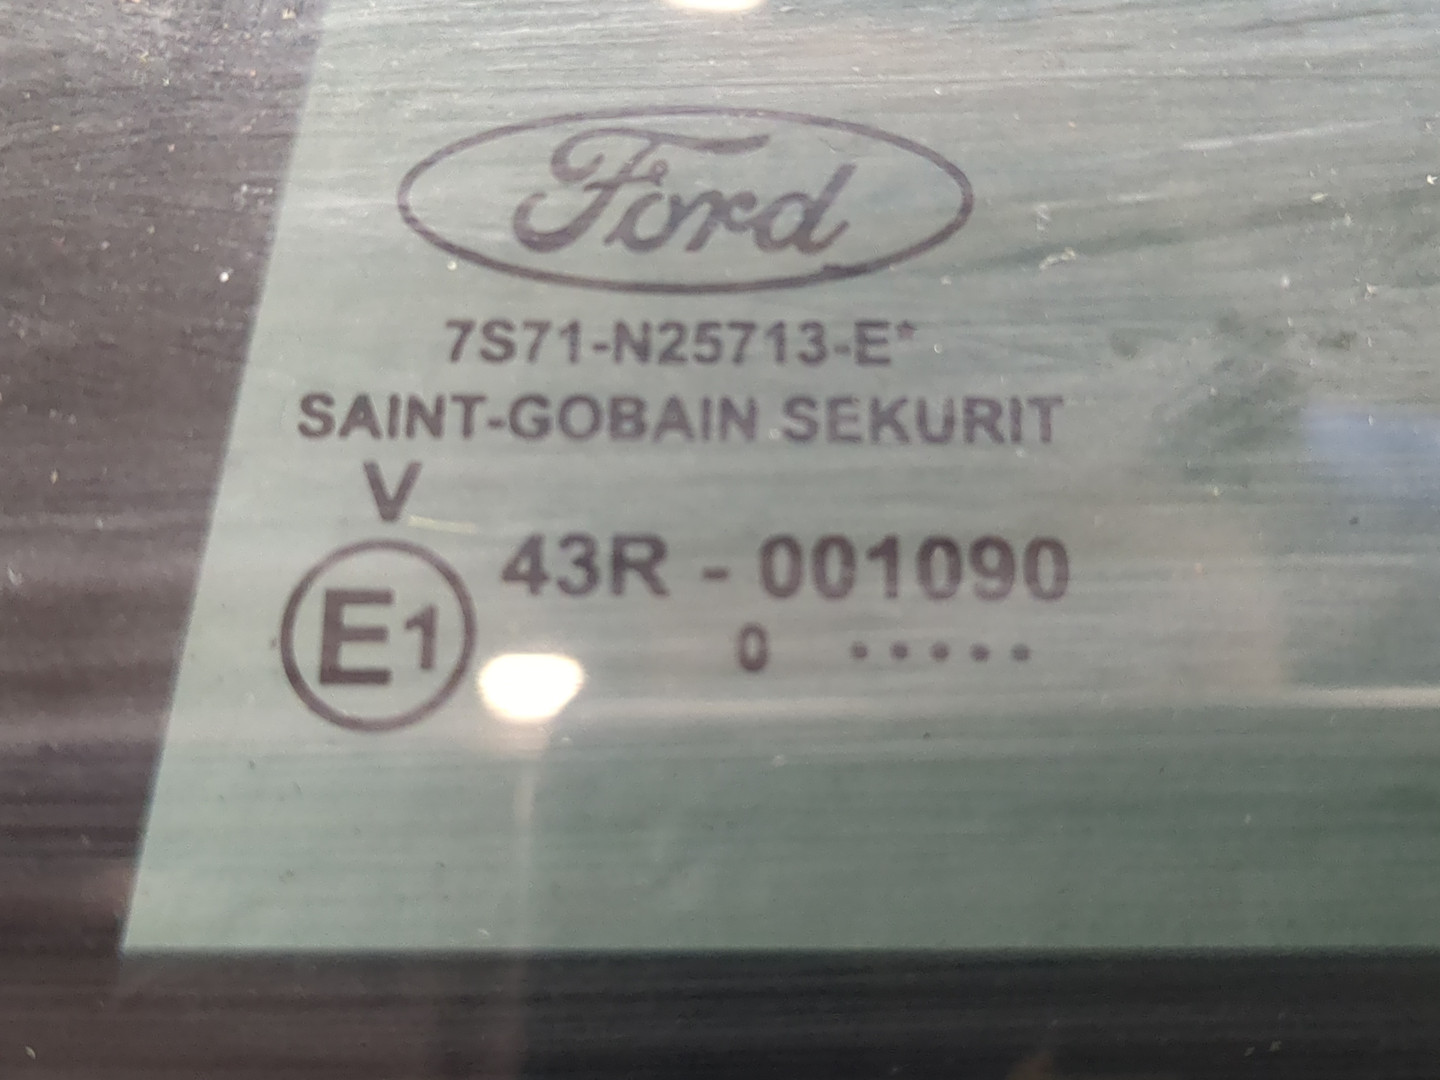 Ford
7S71-N25713-E*
SAINT-GOBAIN SEKURIT
V
E1
43R - 001090
0 .....